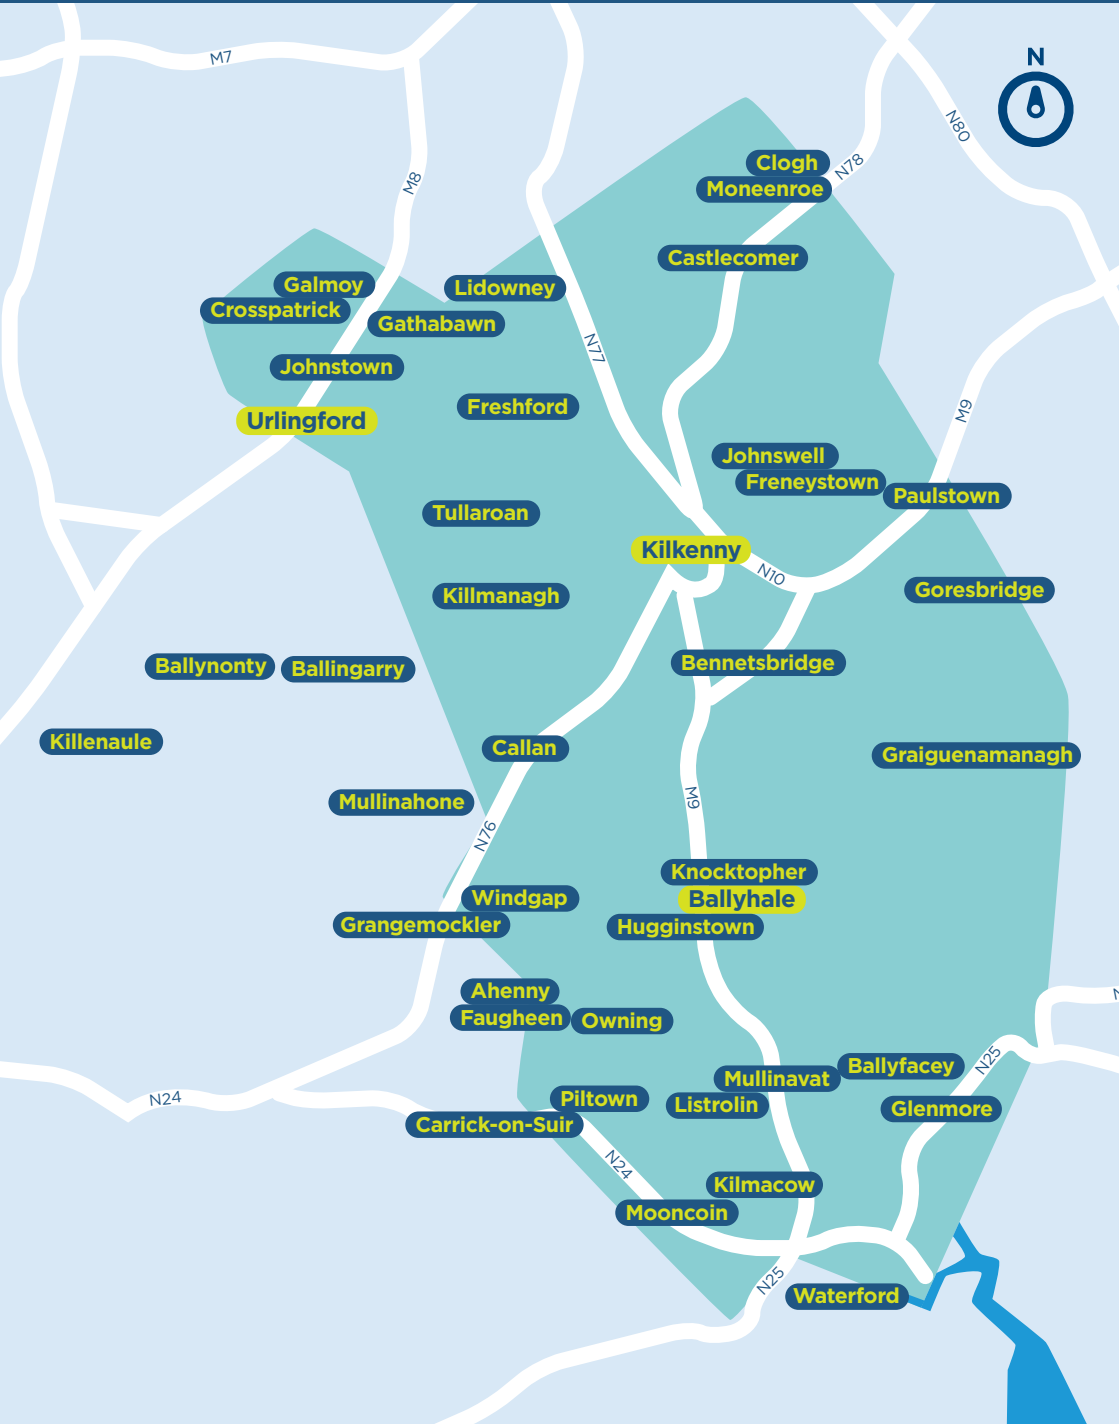 N
M7
N80
Clogh
N78
Moneenroe
M8
Castlecomer
Galmoy
Lidowney
Crosspatrick
Gathabawn
N77
Johnstown
Freshford
M9
Urlingford
Johnswell
Freneystown
Paulstown
Tullaroan
Kilkenny
N10
Killmanagh
Goresbridge
Ballynonty
Ballingarry
Bennetsbridge
Killenaule
Callan
Graiguenamanagh
Mullinahone
M9
N76
Knocktopher
Windgap
Ballyhale
Grangemockler
Hugginstown
Ahenny
Faugheen
Owning
N25
Ballyfacey
Mullinavat
N24
Piltown
Listrolin
Glenmore
Carrick-on-Suir
N24
Kilmacow
Mooncoin
N25
Waterford